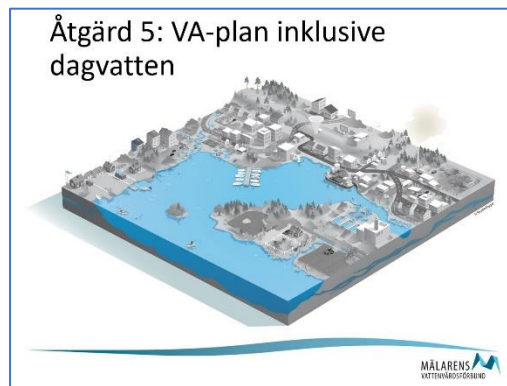 Åtgärd 5: VA-plan inklusive
dagvatten
MÄLARENS
VATTENVÅRDSFÖRBUND